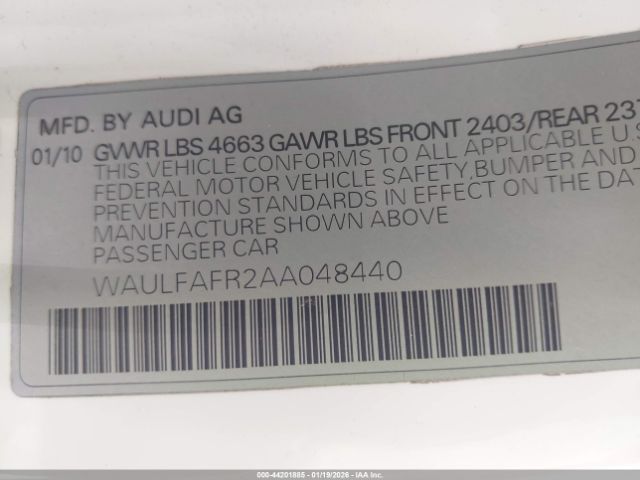 MFD. BY AUDI AG
01/10 GVWR LBS 4663 GAWR LBS FRONT 2403/REAR
THIS VEHICLE CONFORMS TO ALL APPLICABLE U.S
FEDERAL MOTOR VEHICLE SAFETY,BUMPER AND
PREVENTION STANDARDS IN EFFECT ON THE
MANUFACTURE SHOWN ABOVE
PASSENGER CAR
WAULFAFR2AA048440
000-44201885 - 01/19/2026 - IAA Inc.